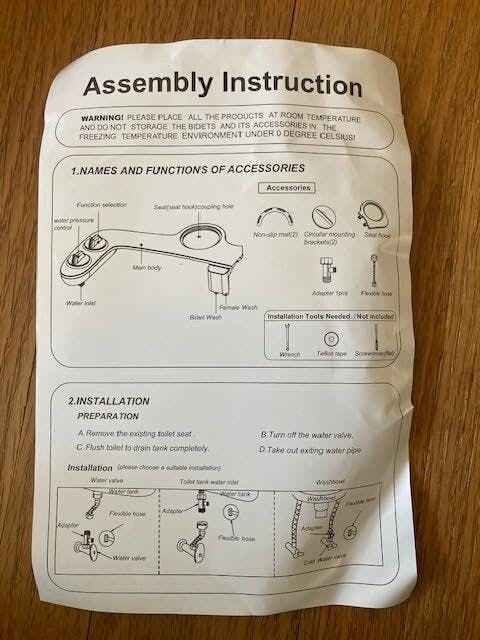 Assembly Instruction
WARNING! PLEASE PLACE ALL THE PRODUCTS AT ROOM TEMPERATURE
AND DO NOT STORAGE THE BIDETS AND ITS ACCESSORIES IN THE
FREEZING TEMPERATURE ENVIRONMENT UNDER 0 DEGREE CELSIUS!
1.NAMES AND FUNCTIONS OF ACCESSORIES
Accessories
Function selection
Seat(seat hook)coupling hole
water pressure
control
Non-slip mat(2)
Circular mounting
brackets(2)
Seat hook
Main body
Water inlet
Female Wash
Bidet Wash
Adapter 1pcs
Flexible hose
Installation Tools Needed (Not included
Wrench
Teflon tape
Screwdriver(flat)
2.INSTALLATION
PREPARATION
A. Remove the existing toilet seat .
B. Turn off the water valve.
C. Flush toilet to drain tank completely.
D. Take out exiting water pipe
Installation (please choose a suitable installation)
Water valve
Water tank
Flexible hose
Adapter
Water valve
Toilet tank water inlet
Water tank
Adapter
Flexible hose
Washbowl
Washbowl
Flexible hose
Adapter
Cold Water valve